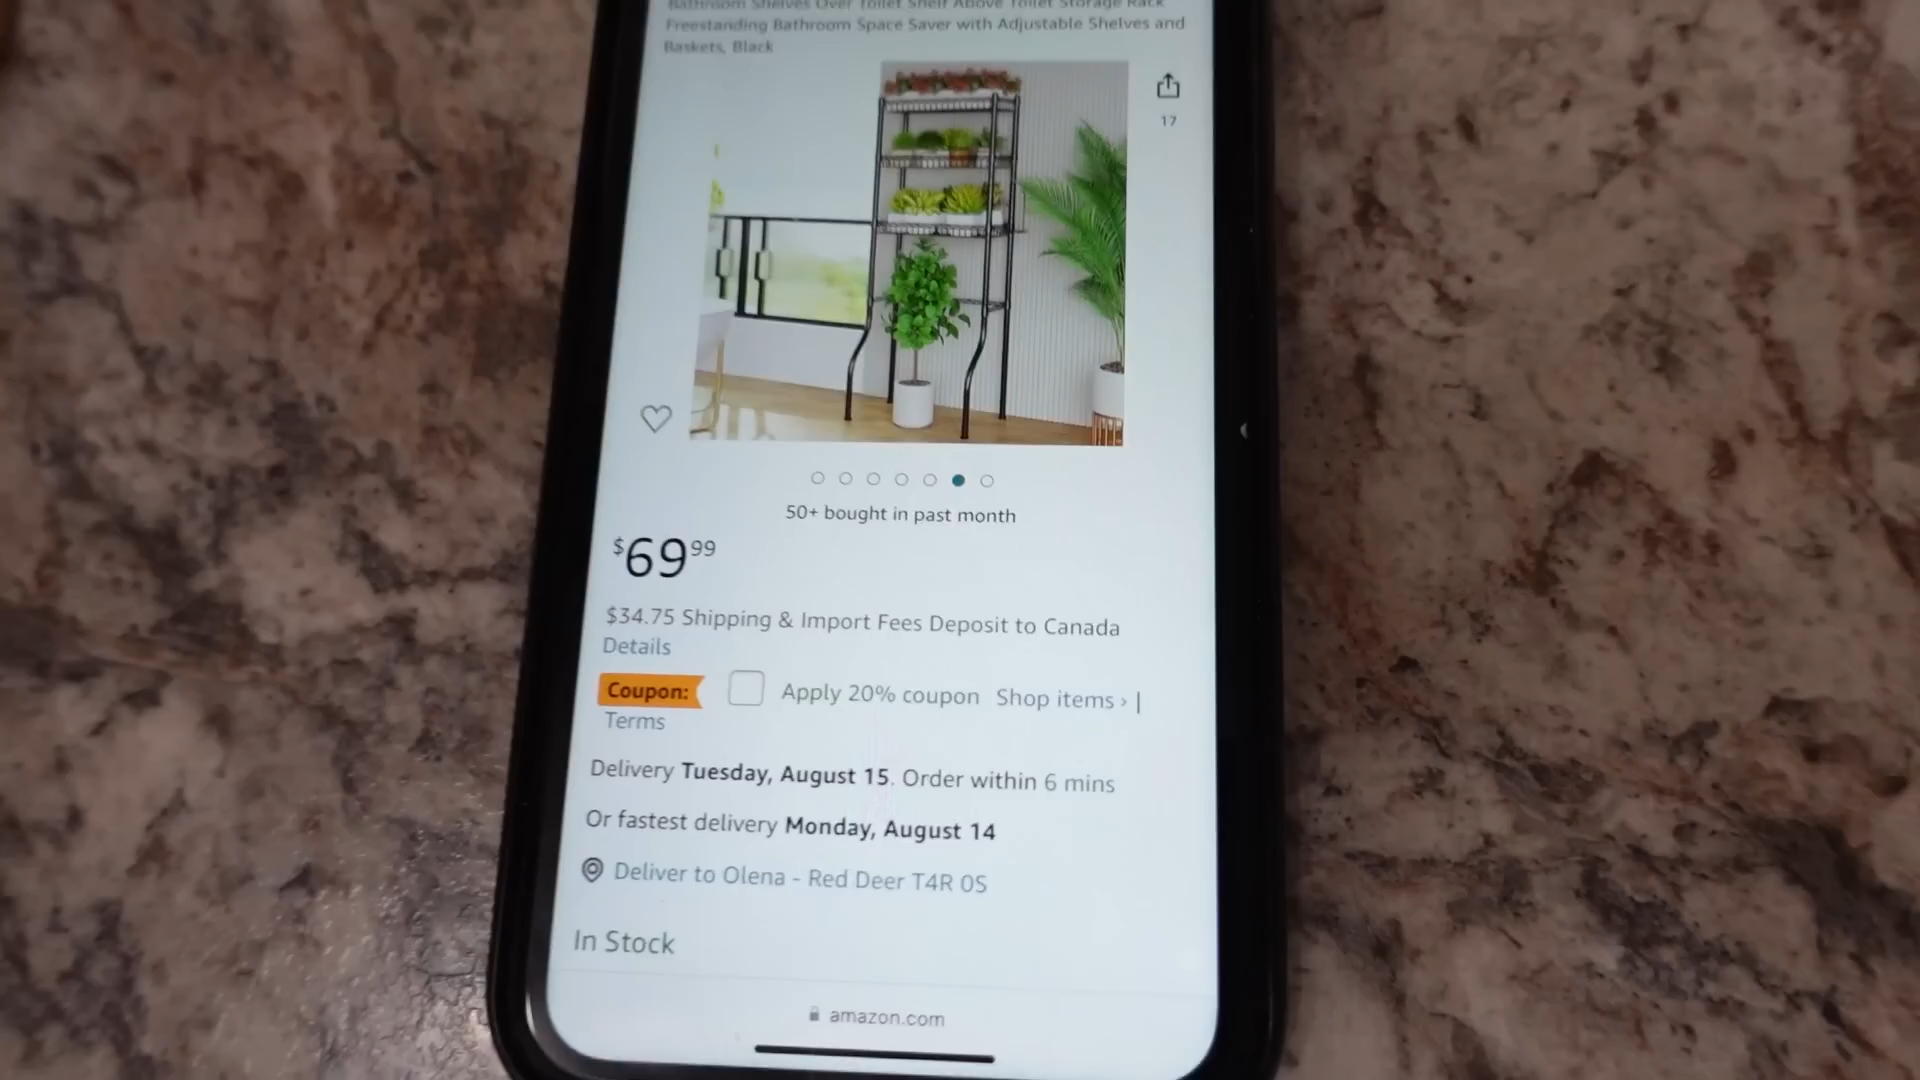 Bathroom Shelves Over Toilet Shelf Above Toilet Storage Rack
Freestanding Bathroom Space Saver with Adjustable Shelves and
Baskets, Black
17
50+ bought in past month
$69 99
$34.75 Shipping & Import Fees Deposit to Canada
Details
Coupon: Apply 20% coupon Shop items › |
Terms
Delivery Tuesday, August 15. Order within 6 mins
Or fastest delivery Monday, August 14
Deliver to Olena - Red Deer T4R 0S
In Stock
amazon.com